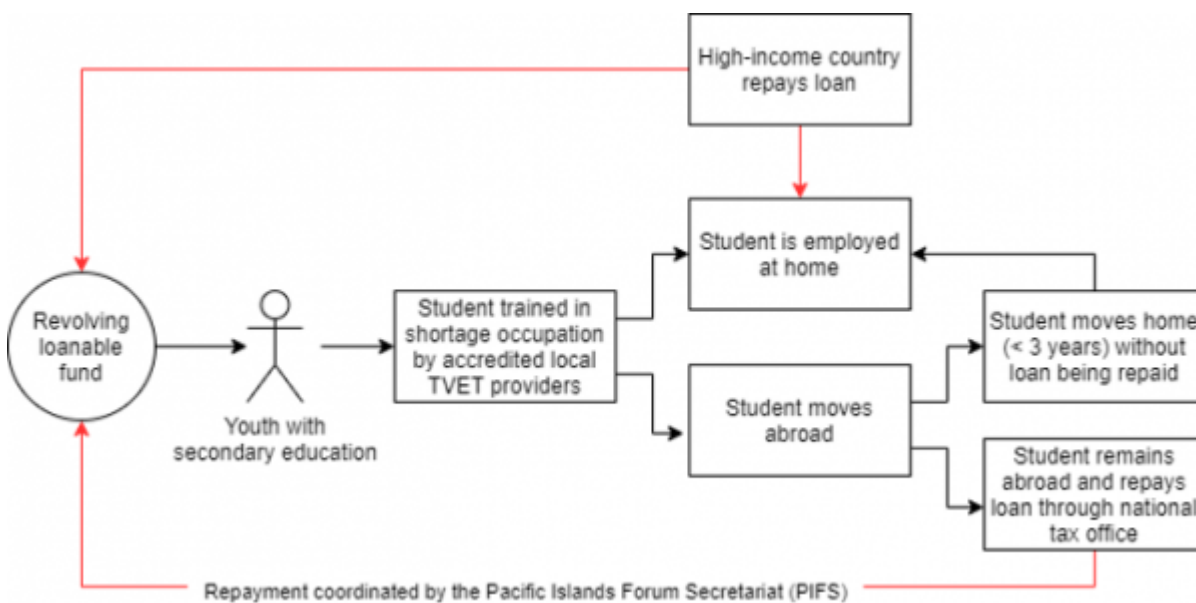 High-income country
repays loan
Student is employed
at home
Revolving
loanable
fund
Youth with
secondary education
Student trained in
shortage occupation
by accredited local
TVET providers
Student moves
abroad
Student moves home
(< 3 years) without
loan being repaid
Student remains
abroad and repays
loan through national
tax office
Repayment coordinated by the Pacific Islands Forum Secretariat (PIFS)